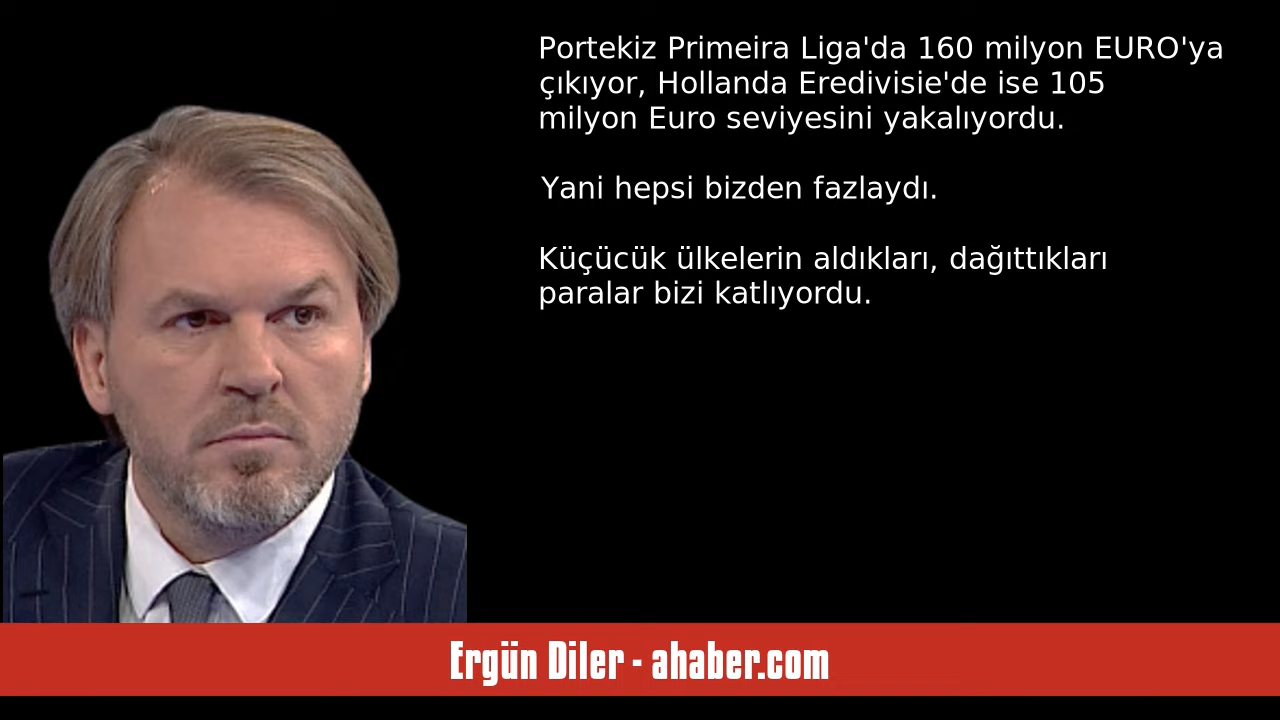 Portekiz Primeira Liga'da 160 milyon EURO'ya
çıkıyor, Hollanda Eredivisie'de ise 105
milyon Euro seviyesini yakalıyordu.
Yani hepsi bizden fazlaydı.
Küçücük ülkelerin aldıkları, dağıttıkları
paralar bizi katlıyordu.
Ergün Diler - ahaber.com